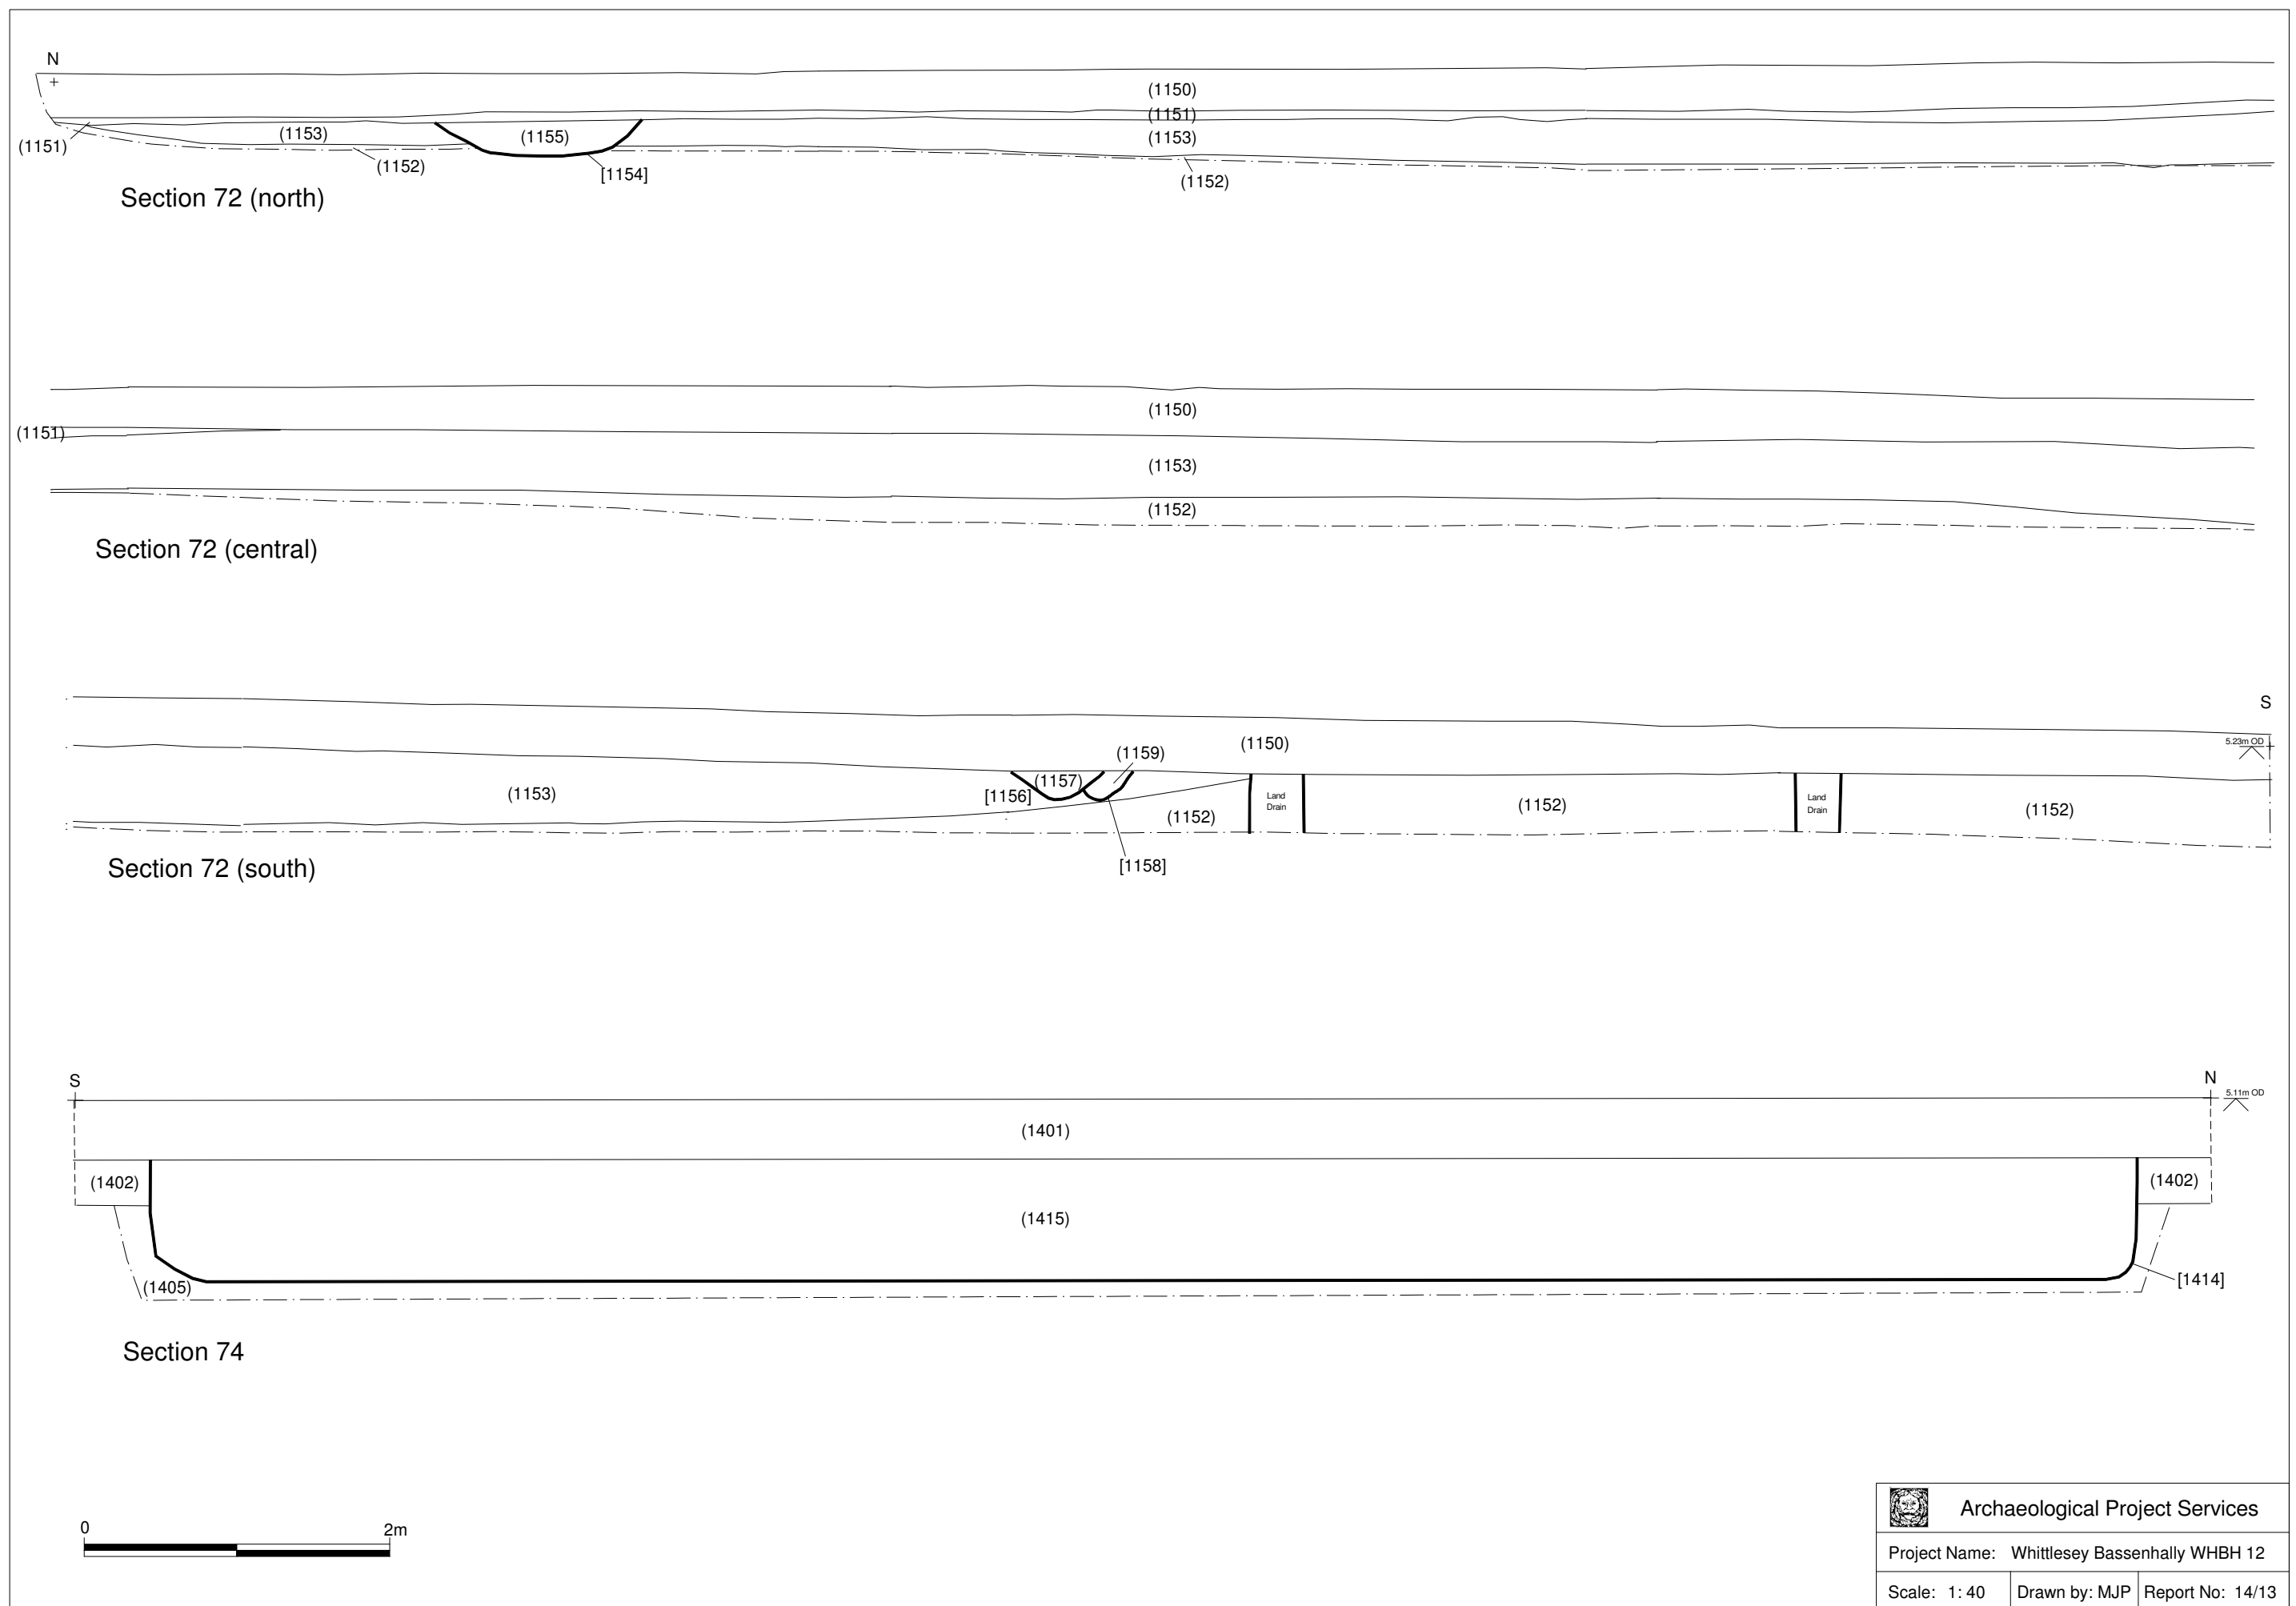 N
+
(1150)
(1151)
(1153)
(1155)
(1153)
(1151)
(1152)
[1154]
(1152)
Section 72 (north)
(1150)
(1151)
(1153)
(1152)
Section 72 (central)
S
(1150)
5.23m OD
(1159)
(1157)
(1153)
[1156]
Land
Drain
(1152)
Land
Drain
(1152)
(1152)
[1158]
Section 72 (south)
S
N
5.11m OD
(1401)
(1402)
(1402)
(1415)
(1405)
[1414]
Section 74
0 2m
Archaeological Project Services
Project Name: Whittlesey Bassenhally WHBH 12
Scale: 1: 40 Drawn by: MJP Report No: 14/13